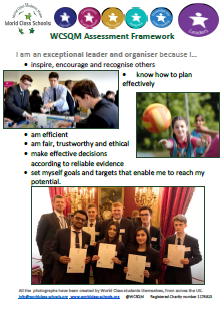 World Class Schools
Leaders
WCSQM Assessment Framework
I am an exceptional leader and organiser because I...
• inspire, encourage and recognise others
• know how to plan
effectively
• am efficient
• am fair, trustworthy and ethical
• make effective decisions
according to reliable evidence
• set myself goals and targets that enable me to reach my
potential.
All the photographs have been created by World Class students themselves, from across the UK.
info@worldclass-schools.org www.worldclass-schools.org @WCSQM Registered Charity number 1176415